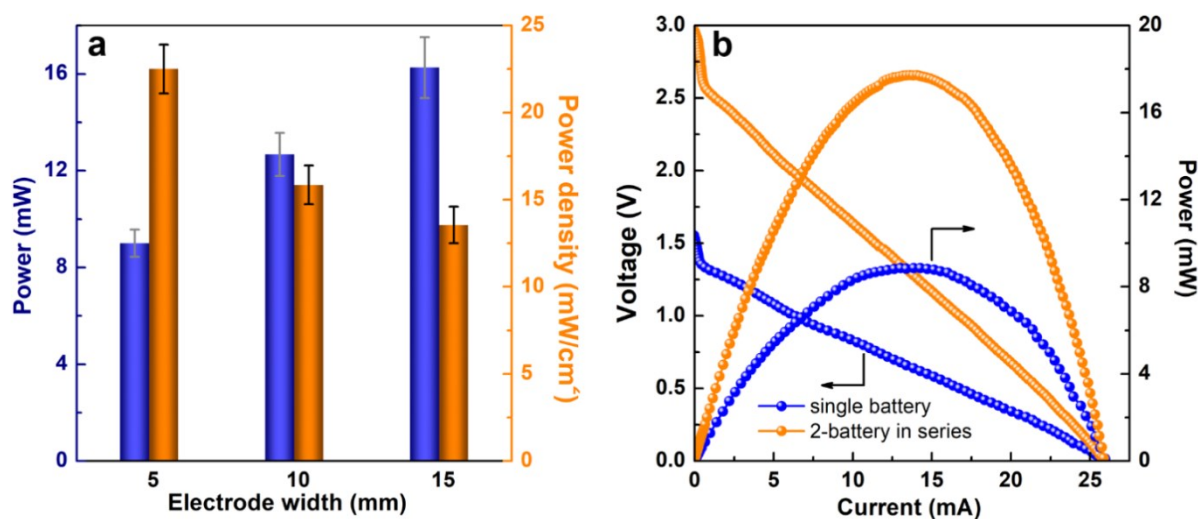 a
16
12
8
4
0
Power (mW)
25
20
15
10
5
0
Power density (mW/cm²)
5 10 15
Electrode width (mm)
b
3.0
2.5
2.0
1.5
1.0
0.5
0.0
Voltage (V)
20
16
12
8
4
0
Power (mW)
single battery
2-battery in series
0 5 10 15 20 25
Current (mA)